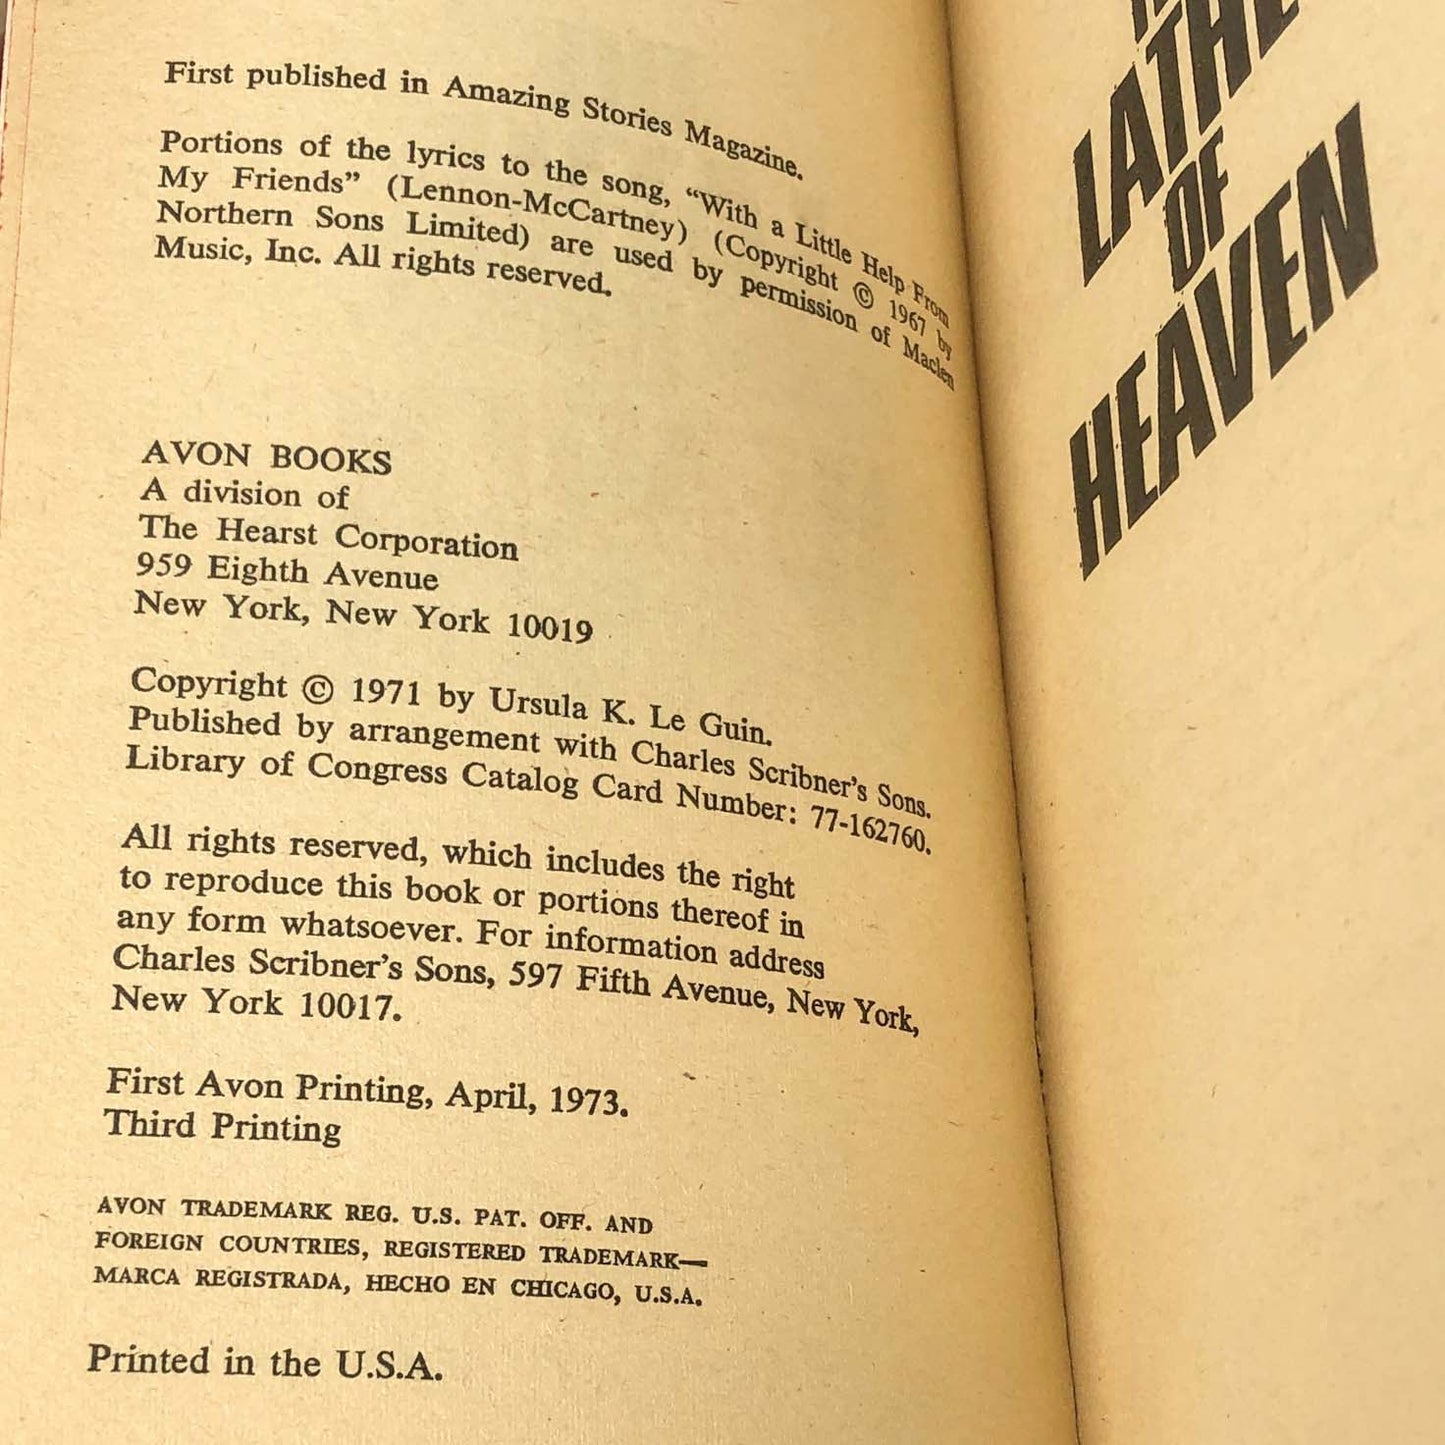 First published in Amazing Stories Magazine.
Portions of the lyrics to the song, “With a Little Help From
My Friends” (Lennon-McCartney) (Copyright © 1967 by
Northern Sons Limited) are used by permission of Maclen
Music, Inc. All rights reserved.
AVON BOOKS
A division of
The Hearst Corporation
959 Eighth Avenue
New York, New York 10019
Copyright © 1971 by Ursula K. Le Guin.
Published by arrangement with Charles Scribner’s Sons.
Library of Congress Catalog Card Number: 77-162760.
All rights reserved, which includes the right
to reproduce this book or portions thereof in
any form whatsoever. For information address
Charles Scribner’s Sons, 597 Fifth Avenue, New York,
New York 10017.
First Avon Printing, April, 1973.
Third Printing
AVON TRADEMARK REG. U.S. PAT. OFF. AND
FOREIGN COUNTRIES, REGISTERED TRADEMARK—
MARCA REGISTRADA, HECHO EN CHICAGO, U.S.A.
Printed in the U.S.A.
LATHE
OF
HEAVEN